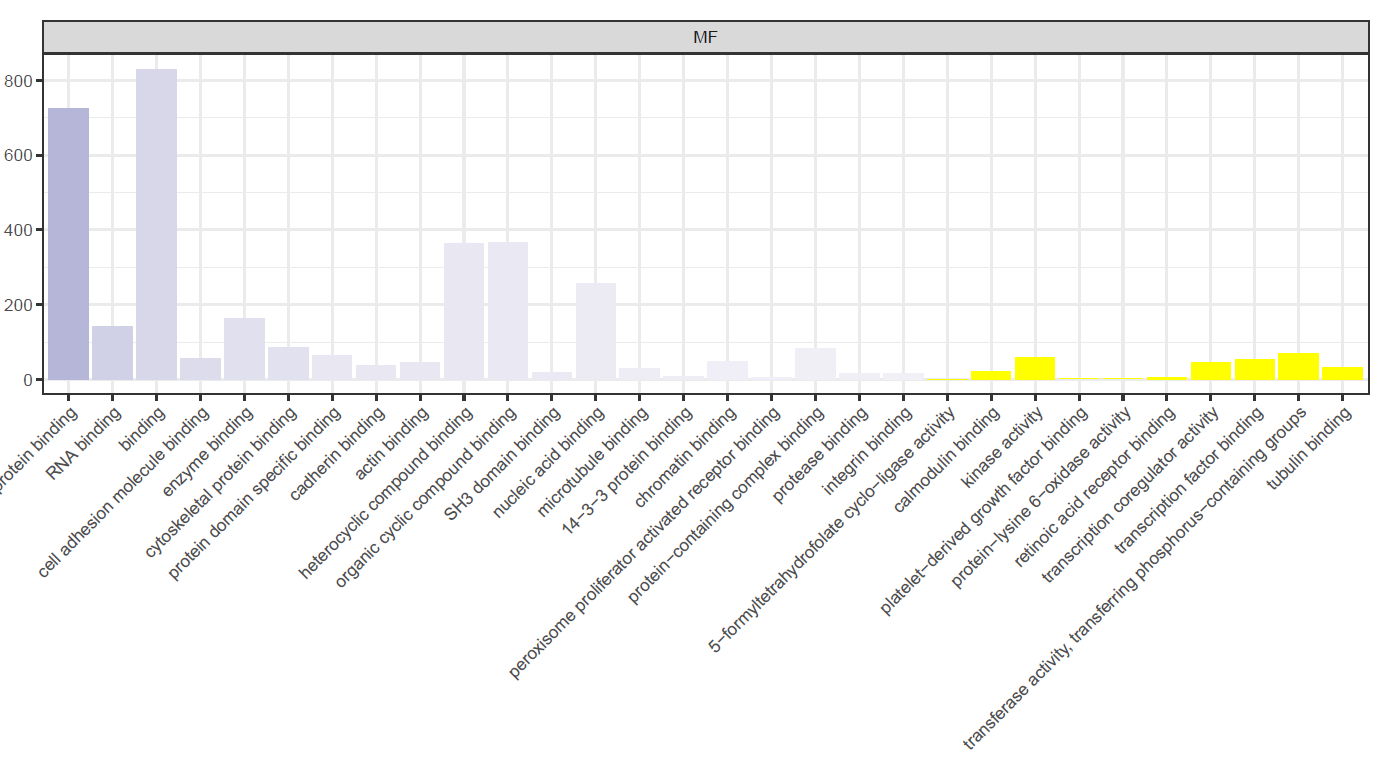 MF
800
600
400
200
0
protein binding
RNA binding
binding
cell adhesion molecule binding
enzyme binding
cytoskeletal protein binding
protein domain specific binding
cadherin binding
actin binding
heterocyclic compound binding
organic cyclic compound binding
SH3 domain binding
nucleic acid binding
microtubule binding
14−3−3 protein binding
chromatin binding
peroxisome proliferator activated receptor binding
protein−containing complex binding
protease binding
integrin binding
5−formyltetrahydrofolate cyclo−ligase activity
calmodulin binding
kinase activity
platelet−derived growth factor binding
protein−lysine 6−oxidase activity
retinoic acid receptor binding
transcription coregulator activity
transcription factor binding
transferase activity, transferring phosphorus−containing groups
tubulin binding